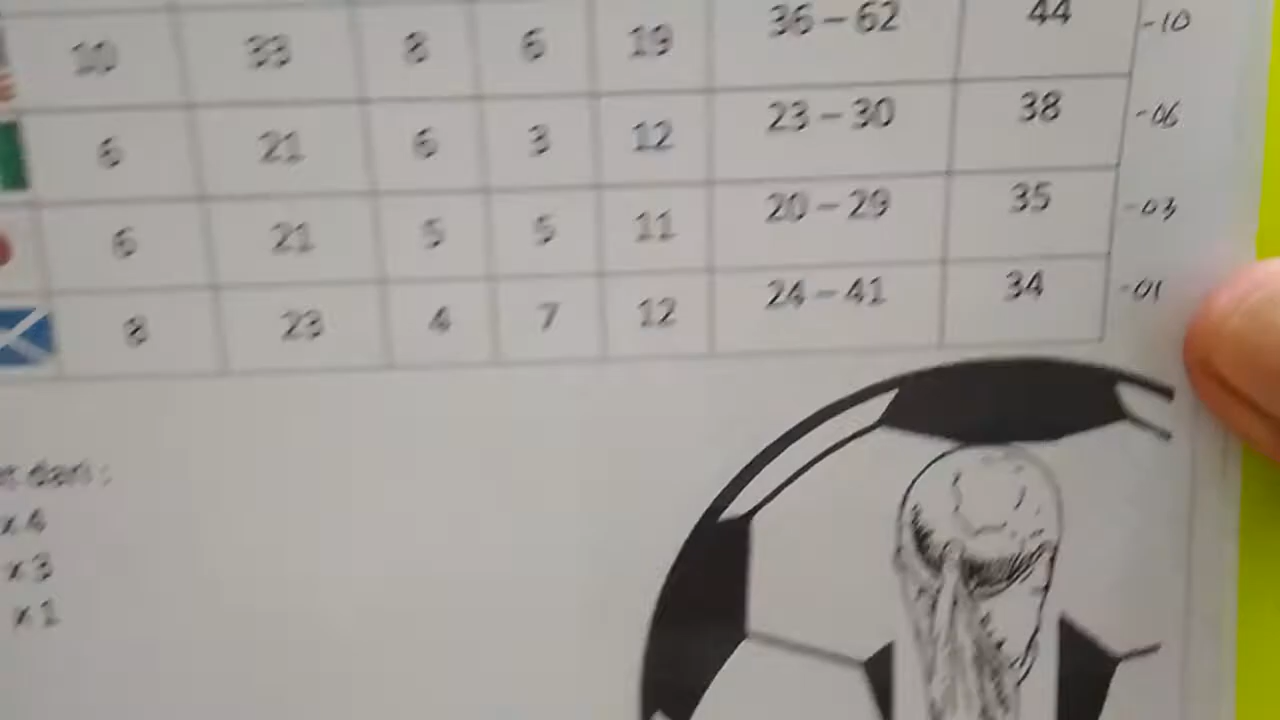 10 33 8 6 19 36 – 62 44 -10
6 21 6 3 12 23 – 30 38 -06
6 21 5 5 11 20 – 29 35 -03
8 23 4 7 12 24 – 41 34 -01
dari :
x 4
x 3
x 1